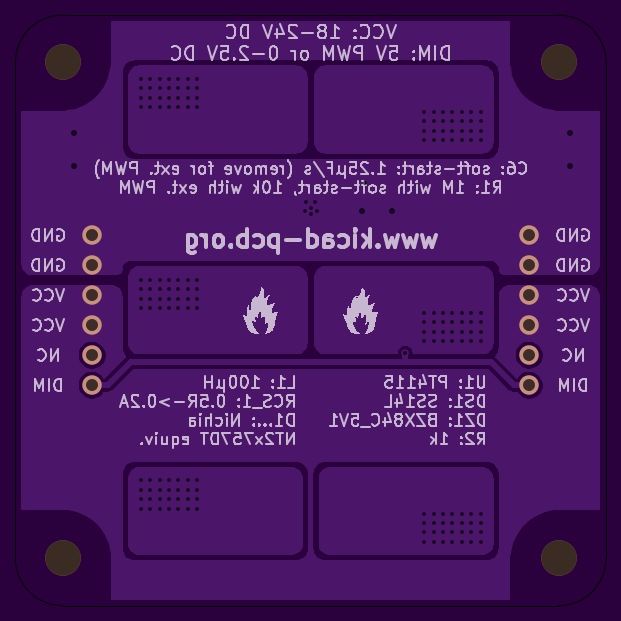 VCC: 18-24V DC
DIM: 5V PWM or 0-2.5V DC
C6: soft-start: 1.25µF/s (remove for ext. PWM)
R1: 1M with soft-start, 10k with ext. PWM
www.kicad-pcb.org
GND
GND
VCC
VCC
NC
DIM
GND
GND
VCC
VCC
NC
DIM
U1: PT4115
DS1: SS14L
DZ1: BZX84C_5V1
R2: 1k
L1: 100µH
RCS_1: 0.5R->0.2A
D1...: Nichia
NT2x757DT equiv.